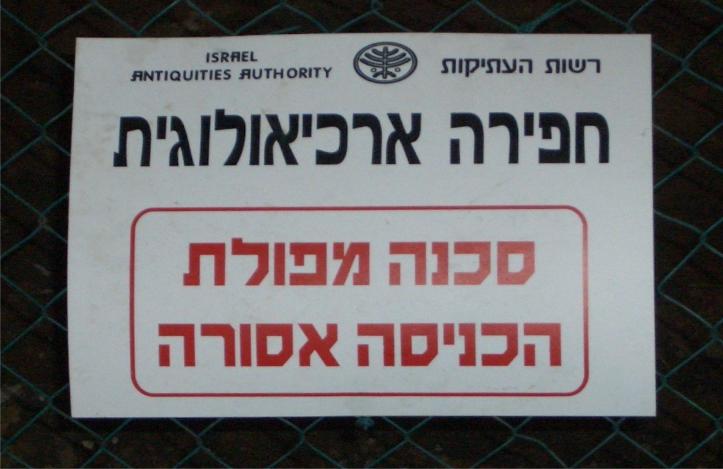 ISRAEL
ANTIQUITIES AUTHORITY
רשות העתיקות
חפירה ארכיאולוגית
סכנה מפולת
הכניסה אסורה